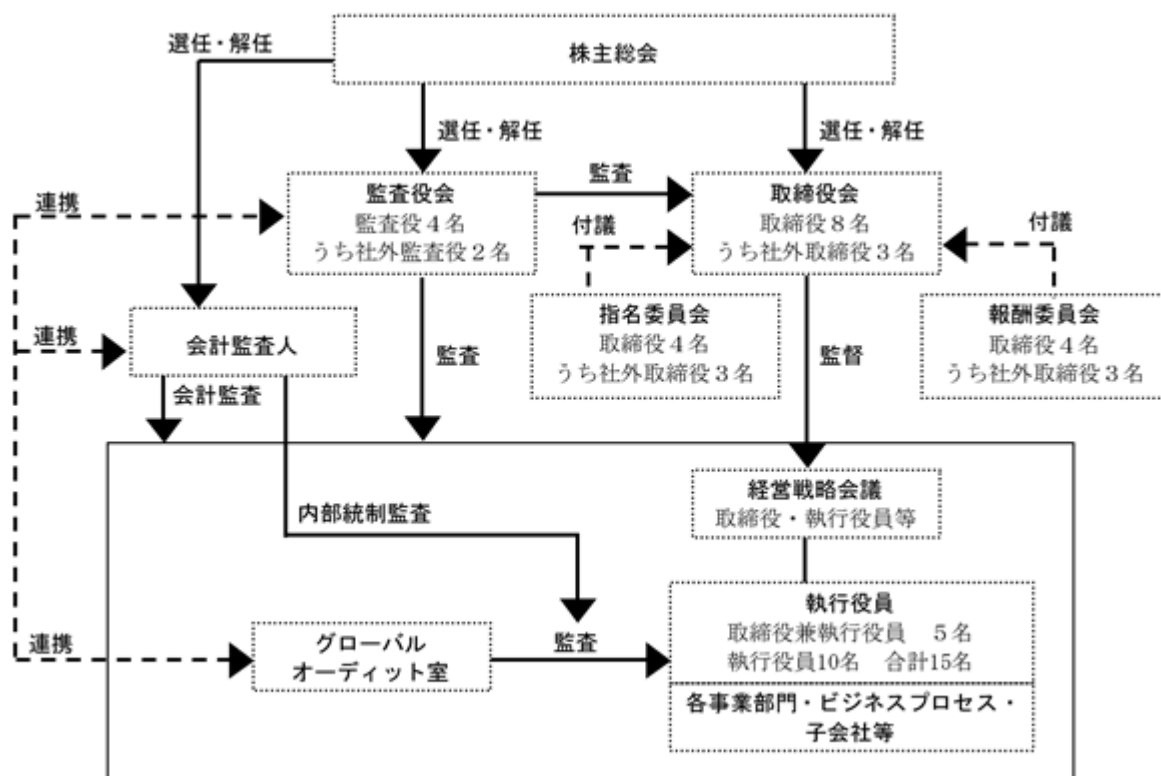 株主総会
選任・解任
選任・解任
選任・解任
監査役会
監査役4名
うち社外監査役2名
監査
取締役会
取締役8名
うち社外取締役3名
連携
付議
付議
指名委員会
取締役4名
うち社外取締役3名
報酬委員会
取締役4名
うち社外取締役3名
連携
会計監査人
会計監査
監査
監督
経営戦略会議
取締役・執行役員等
内部統制監査
執行役員
取締役兼執行役員 5名
執行役員10名 合計15名
連携
グローバル
オーディット室
監査
各事業部門・ビジネスプロセス・
子会社等